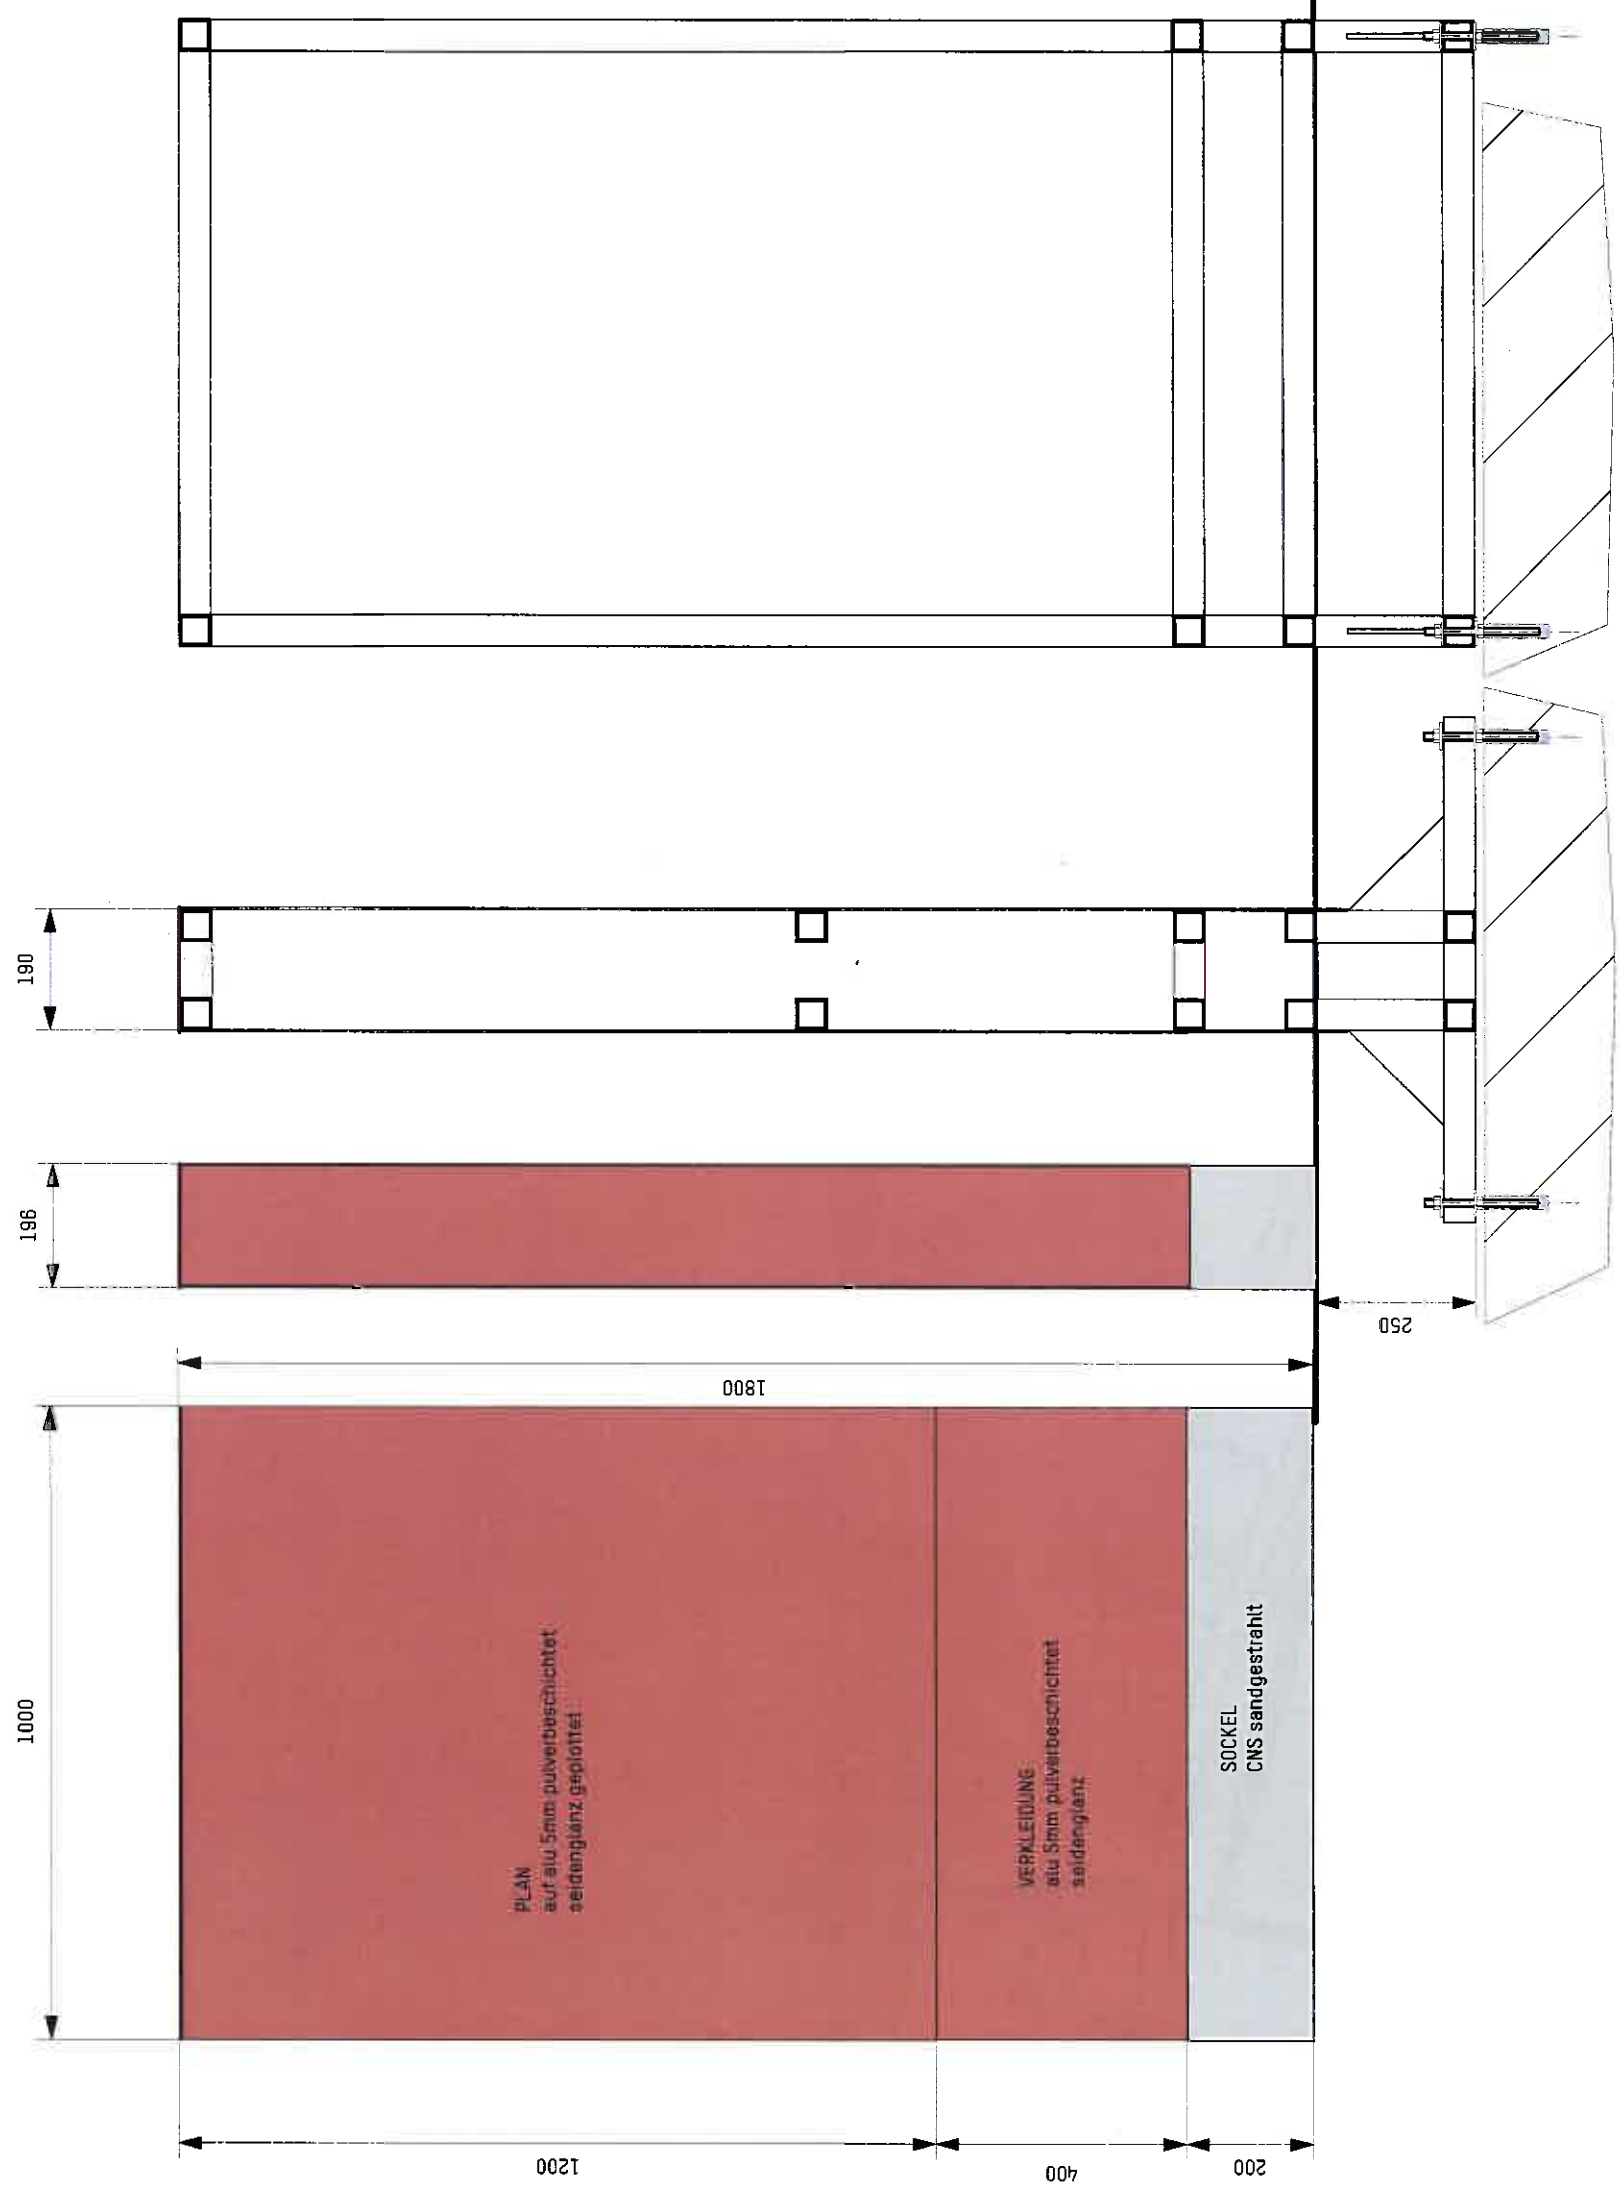 190
196
250
1800
1000
PLAN
auf alu 5mm pulverbeschichtet
seidenglanz geplottet
VERKLEIDUNG
alu 5mm pulverbeschichtet
seidenglanz
SOCKEL
CNS sandgestrahlt
1200
400
200